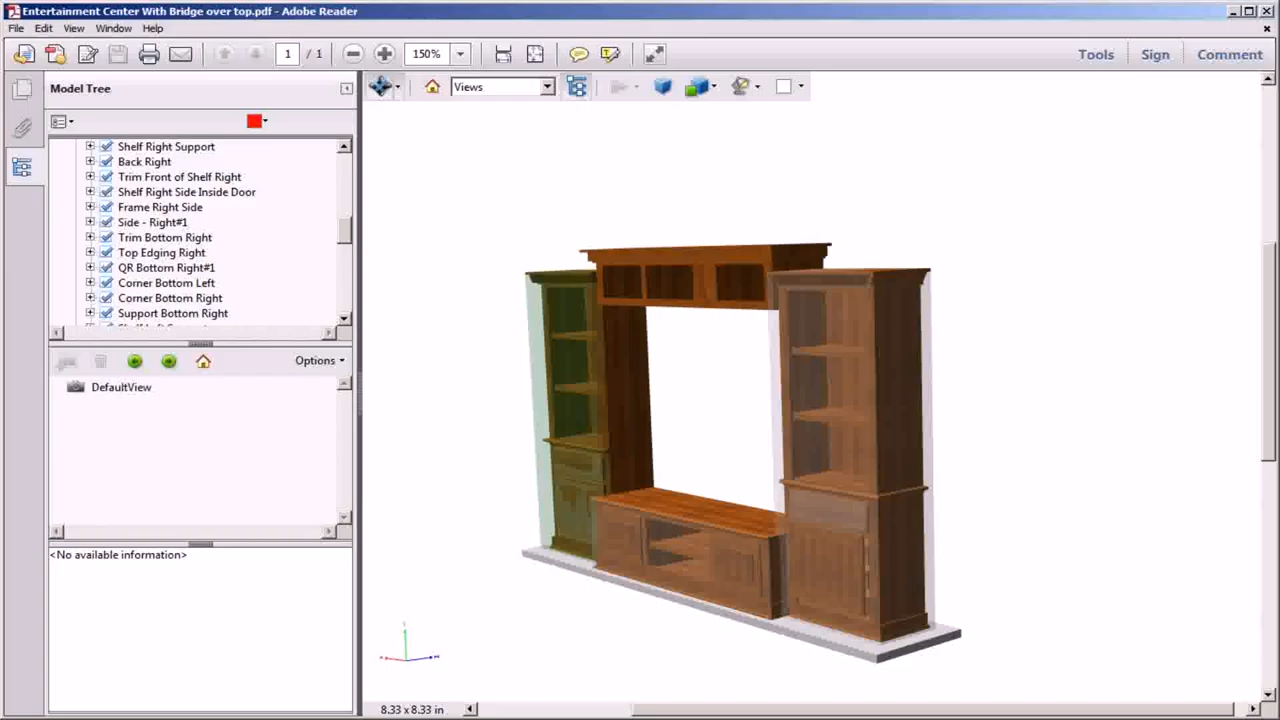 Entertainment Center With Bridge over top.pdf - Adobe Reader
File Edit View Window Help
1 / 1 150% Tools Sign Comment
Model Tree
Views
Shelf Right Support
Back Right
Trim Front of Shelf Right
Shelf Right Side Inside Door
Frame Right Side
Side - Right#1
Trim Bottom Right
Top Edging Right
QR Bottom Right#1
Corner Bottom Left
Corner Bottom Right
Support Bottom Right
Options
DefaultView
<No available information>
8.33 x 8.33 in